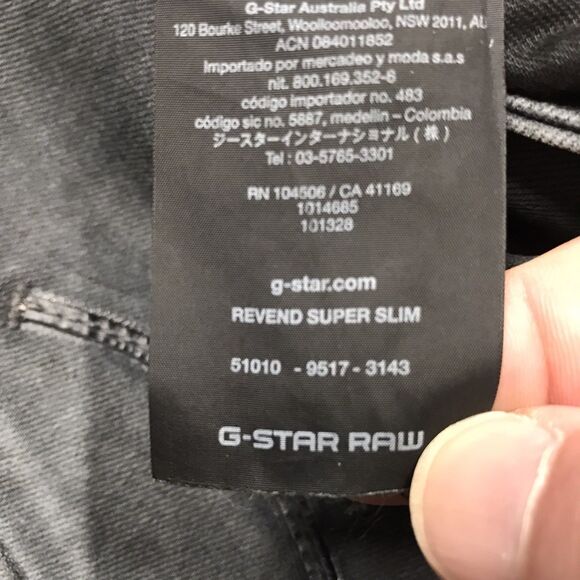 G-Star Australia Pty Ltd
120 Bourke Street, Woolloomooloo, NSW 2011, AU
ACN 084011852
Importado por mercadeo y moda s.a.s
nit. 800.169.352-8
código importador no. 483
código sic no. 5887, medellin - Colombia
ジースターインターナショナル(株)
Tel : 03-5765-3301
RN 104506 / CA 41169
1014685
101328
g-star.com
REVEND SUPER SLIM
51010 - 9517 - 3143
G-STAR RAW